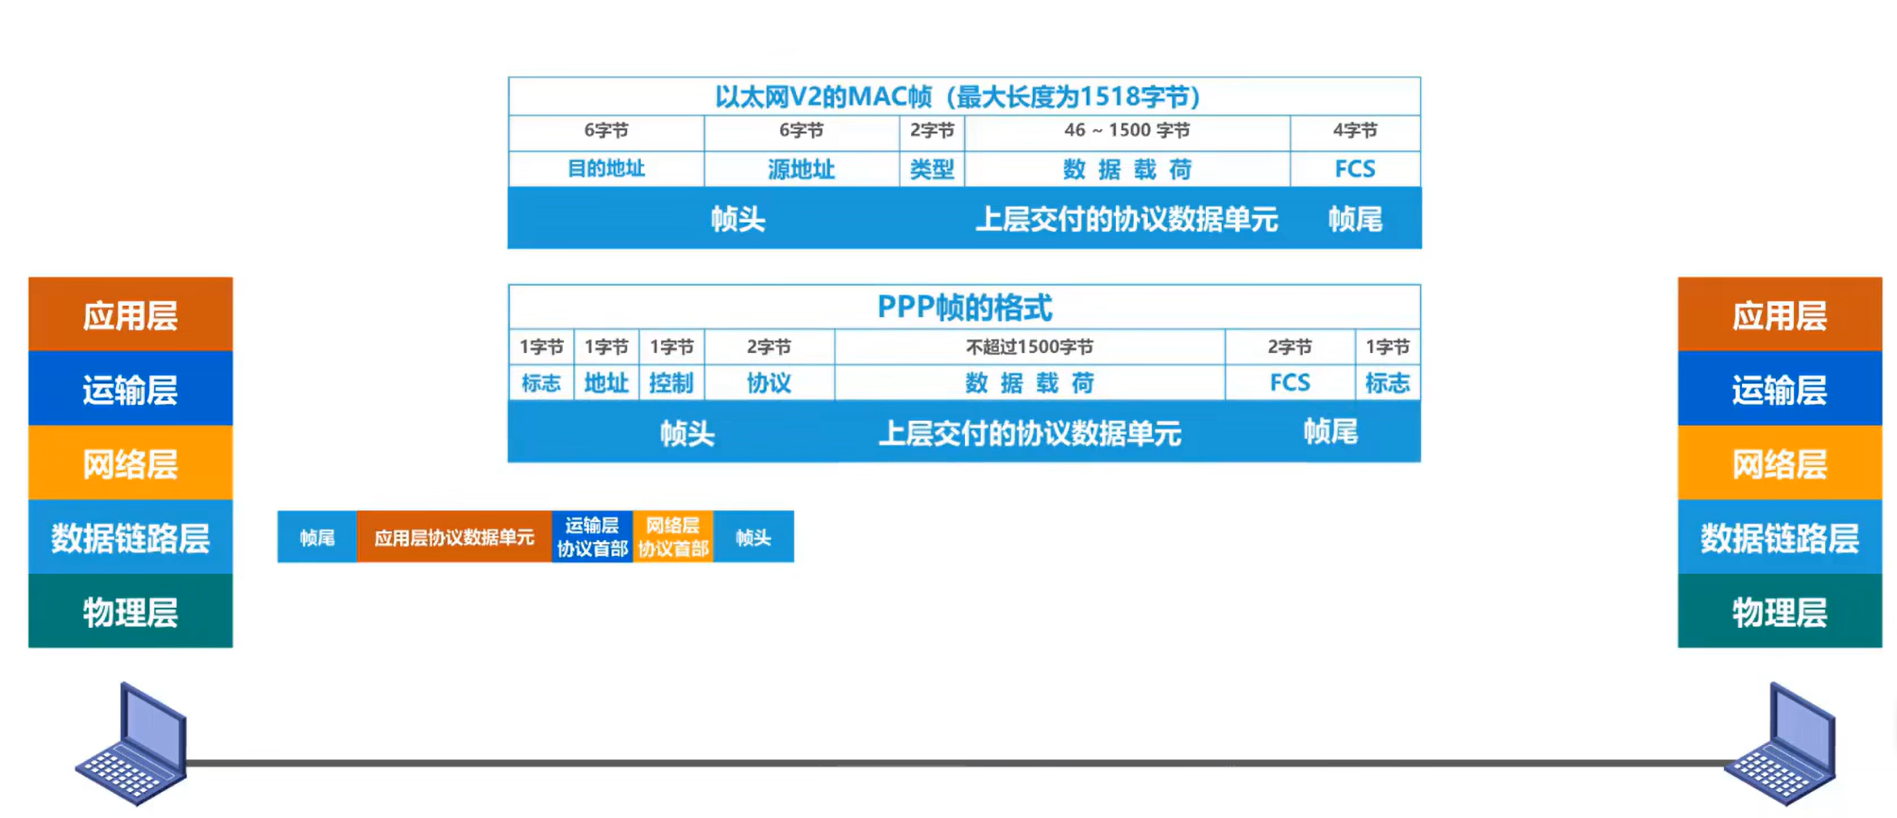 以太网V2的MAC帧（最大长度为1518字节）
6字节 6字节 2字节 46 ~ 1500 字节 4字节
目的地址 源地址 类型 数 据 载 荷 FCS
帧头 上层交付的协议数据单元 帧尾
PPP帧的格式
1字节 1字节 1字节 2字节 不超过1500字节 2字节 1字节
标志 地址 控制 协议 数 据 载 荷 FCS 标志
帧头 上层交付的协议数据单元 帧尾
应用层
运输层
网络层
数据链路层
物理层
帧尾
应用层协议数据单元
运输层
协议首部
网络层
协议首部
帧头
应用层
运输层
网络层
数据链路层
物理层